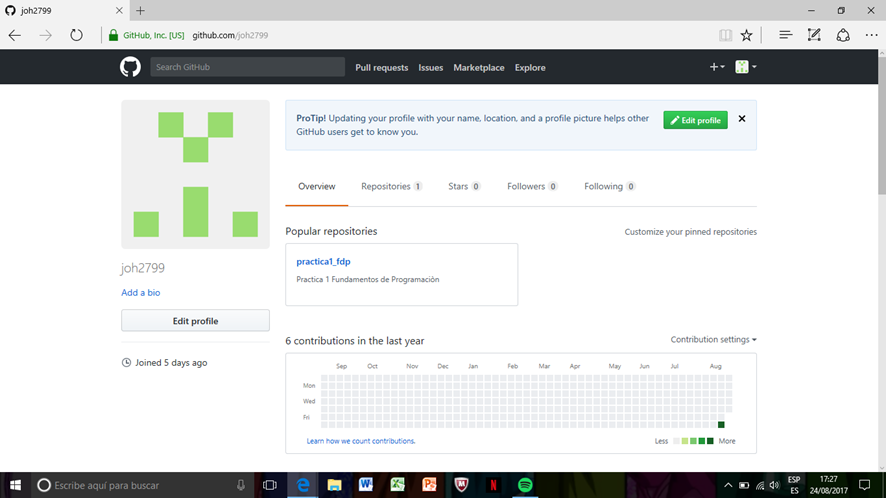 joh2799
GitHub, Inc. [US] github.com/joh2799
Search GitHub
Pull requests Issues Marketplace Explore
ProTip! Updating your profile with your name, location, and a profile picture helps other
GitHub users get to know you.
Edit profile
Overview Repositories 1 Stars 0 Followers 0 Following 0
Popular repositories
Customize your pinned repositories
practica1_fdp
Practica 1 Fundamentos de Programación
joh2799
Add a bio
Edit profile
Joined 5 days ago
6 contributions in the last year
Contribution settings
Sep Oct Nov Dec Jan Feb Mar Apr May Jun Jul Aug
Mon
Wed
Fri
Learn how we count contributions.
Less More
Escribe aquí para buscar
ESP
ES
17:27
24/08/2017